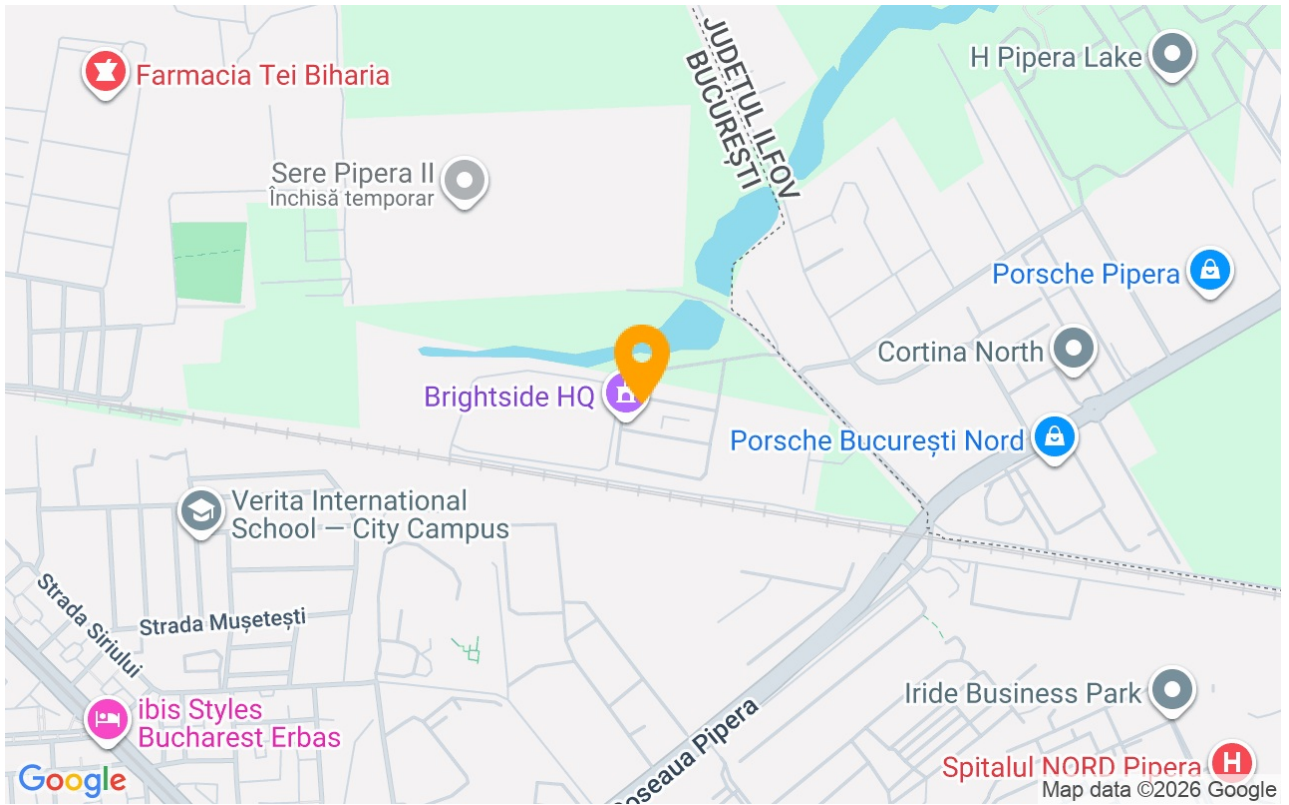 Farmacia Tei Biharia
H Pipera Lake
JUDEȚUL ILFOV
BUCUREȘTI
Sere Pipera II
Închisă temporar
Porsche Pipera
Cortina North
Brightside HQ
Porsche București Nord
Verita International
School — City Campus
Strada Siriului
Strada Mușetești
Iride Business Park
ibis Styles
Bucharest Erbas
Șoseaua Pipera
Spitalul NORD Pipera
H
Google
Map data ©2026 Google